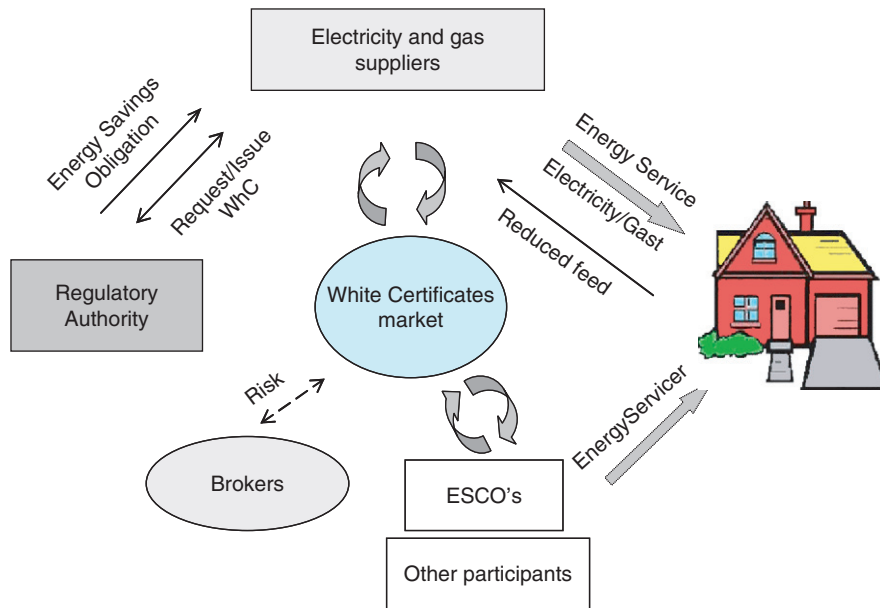 Electricity and gas
suppliers
Energy Savings
Obligation
Request/Issue
WhC
Energy Service
Electricity/Gast
Reduced feed
Regulatory
Authority
White Certificates
market
Risk
EnergyServicer
Brokers
ESCO’s
Other participants